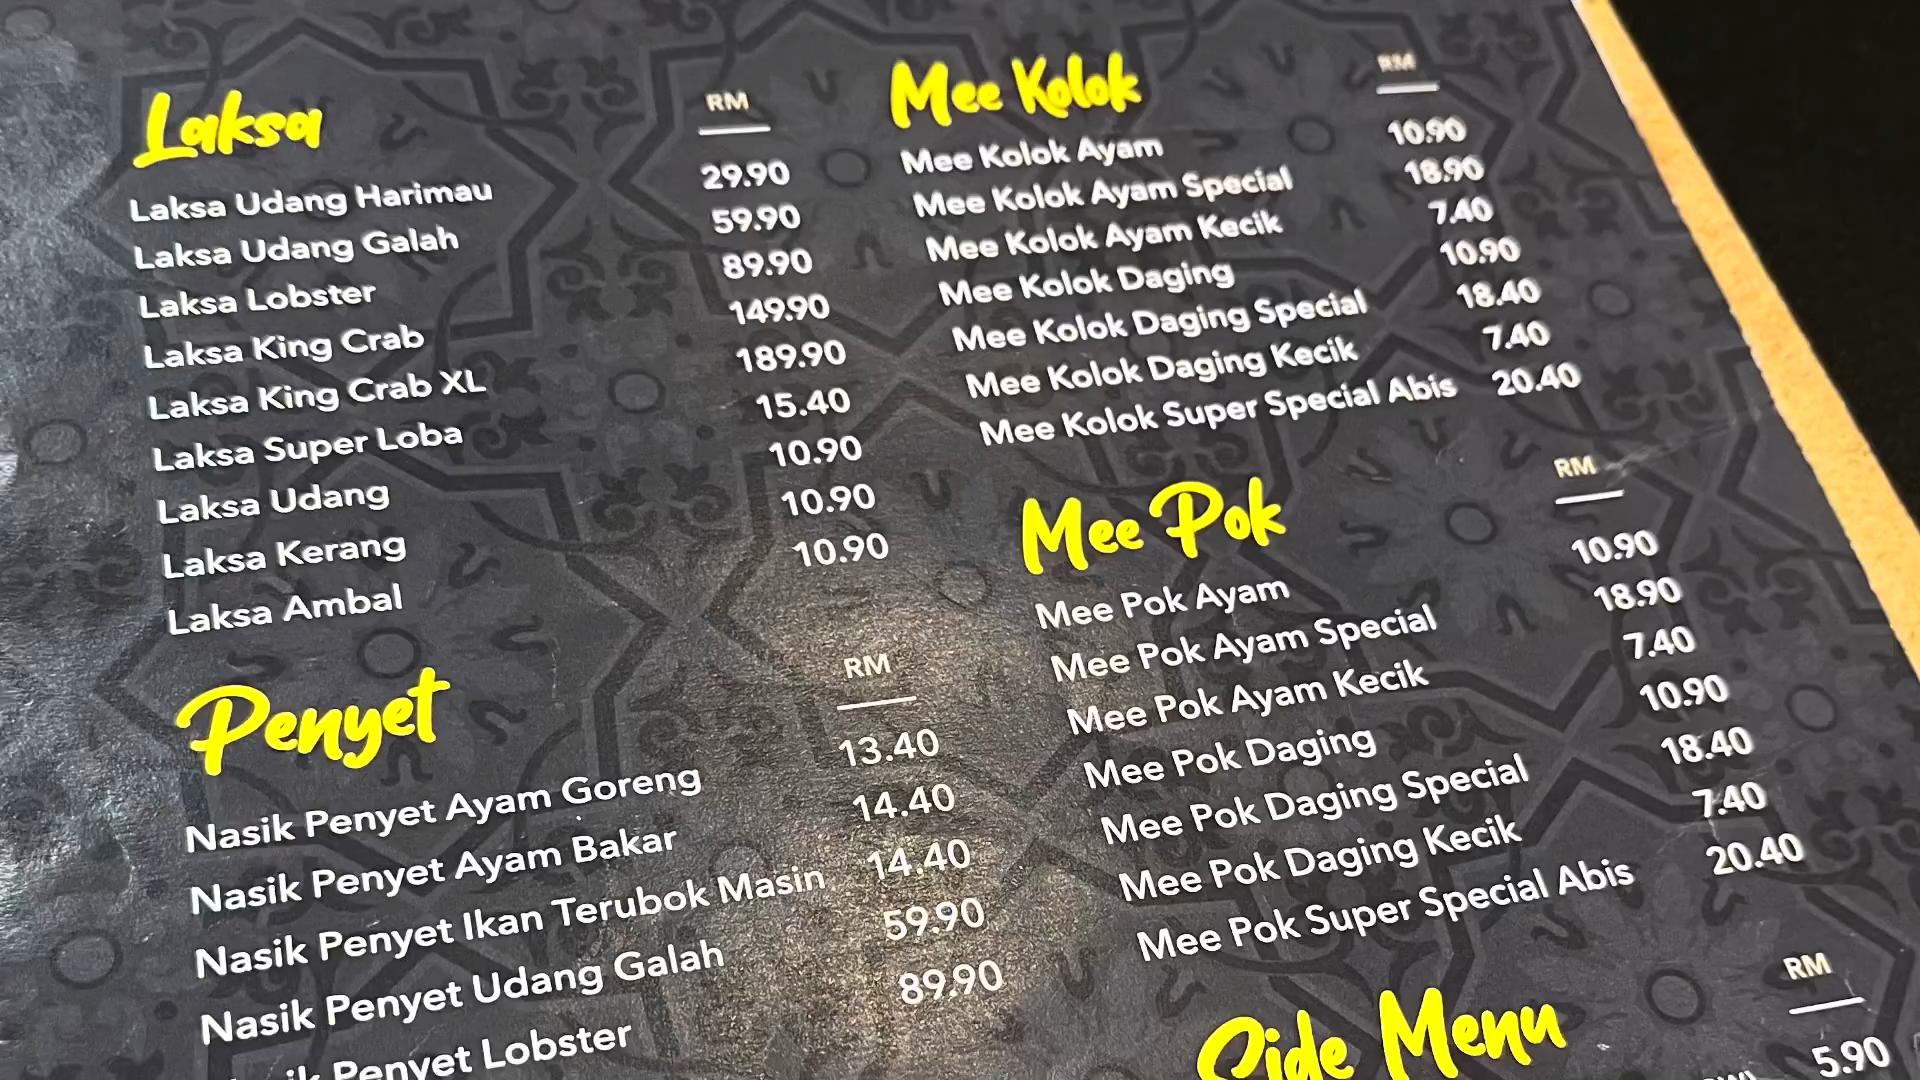 Laksa RM
Laksa Udang Harimau 29.90
Laksa Udang Galah 59.90
Laksa Lobster 89.90
Laksa King Crab 149.90
Laksa King Crab XL 189.90
Laksa Super Loba 15.40
Laksa Udang 10.90
Laksa Kerang 10.90
Laksa Ambal 10.90
Penyet RM
Nasik Penyet Ayam Goreng 13.40
Nasik Penyet Ayam Bakar 14.40
Nasik Penyet Ikan Terubok Masin 14.40
Nasik Penyet Udang Galah 59.90
Penyet Lobster 89.90
Mee Kolok RM
Mee Kolok Ayam 10.90
Mee Kolok Ayam Special 18.90
Mee Kolok Ayam Kecik 7.40
Mee Kolok Daging 10.90
Mee Kolok Daging Special 18.40
Mee Kolok Daging Kecik 7.40
Mee Kolok Super Special Abis 20.40
Mee Pok RM
Mee Pok Ayam 10.90
Mee Pok Ayam Special 18.90
Mee Pok Ayam Kecik 7.40
Mee Pok Daging 10.90
Mee Pok Daging Special 18.40
Mee Pok Daging Kecik 7.40
Mee Pok Super Special Abis 20.40
Side Menu RM
5.90